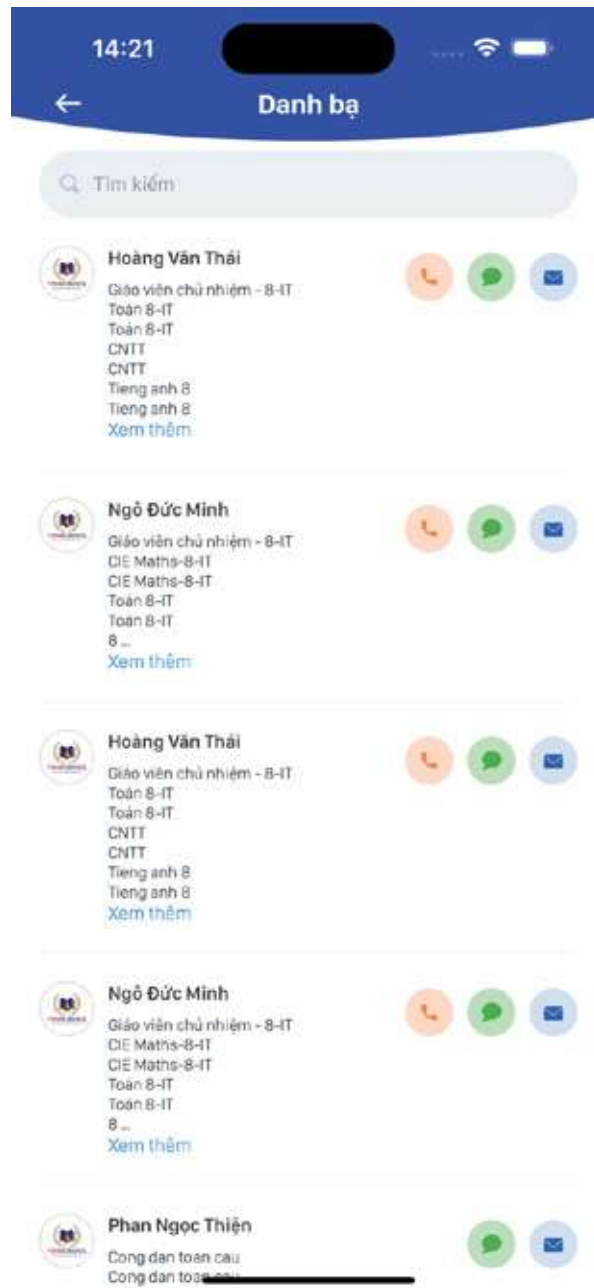 14:21
Danh bạ
Tìm kiếm
Hoàng Văn Thái
Giáo viên chủ nhiệm - 8-IT
Toán 8-IT
Toán 8-IT
CNTT
CNTT
Tieng anh 8
Tieng anh 8
Xem thêm
Ngô Đức Minh
Giáo viên chủ nhiệm - 8-IT
CIE Maths-8-IT
CIE Maths-8-IT
Toán 8-IT
Toán 8-IT
8 ...
Xem thêm
Hoàng Văn Thái
Giáo viên chủ nhiệm - 8-IT
Toán 8-IT
Toán 8-IT
CNTT
CNTT
Tieng anh 8
Tieng anh 8
Xem thêm
Ngô Đức Minh
Giáo viên chủ nhiệm - 8-IT
CIE Maths-8-IT
CIE Maths-8-IT
Toán 8-IT
Toán 8-IT
8 ...
Xem thêm
Phan Ngọc Thiện
Cong dan toan cau
Cong dan toan cau